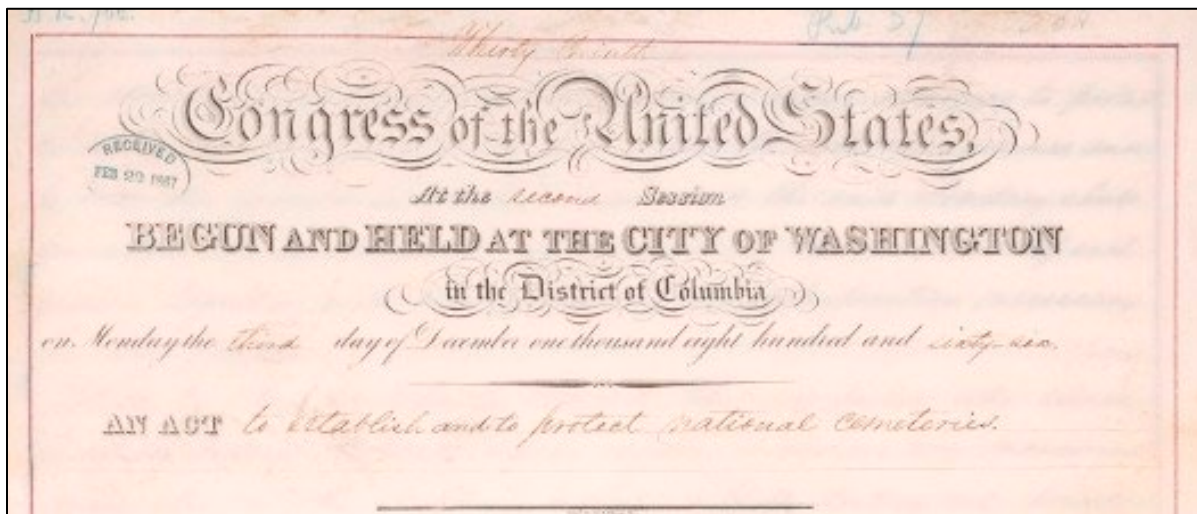 Thirty Ninth
Congress of the United States,
RECEIVED
FEB 1867
At the second Session
BEGUN AND HELD AT THE CITY OF WASHINGTON
in the District of Columbia
on Monday the third day of December one thousand eight hundred and sixty-six.
AN ACT to establish and to protect national cemeteries.